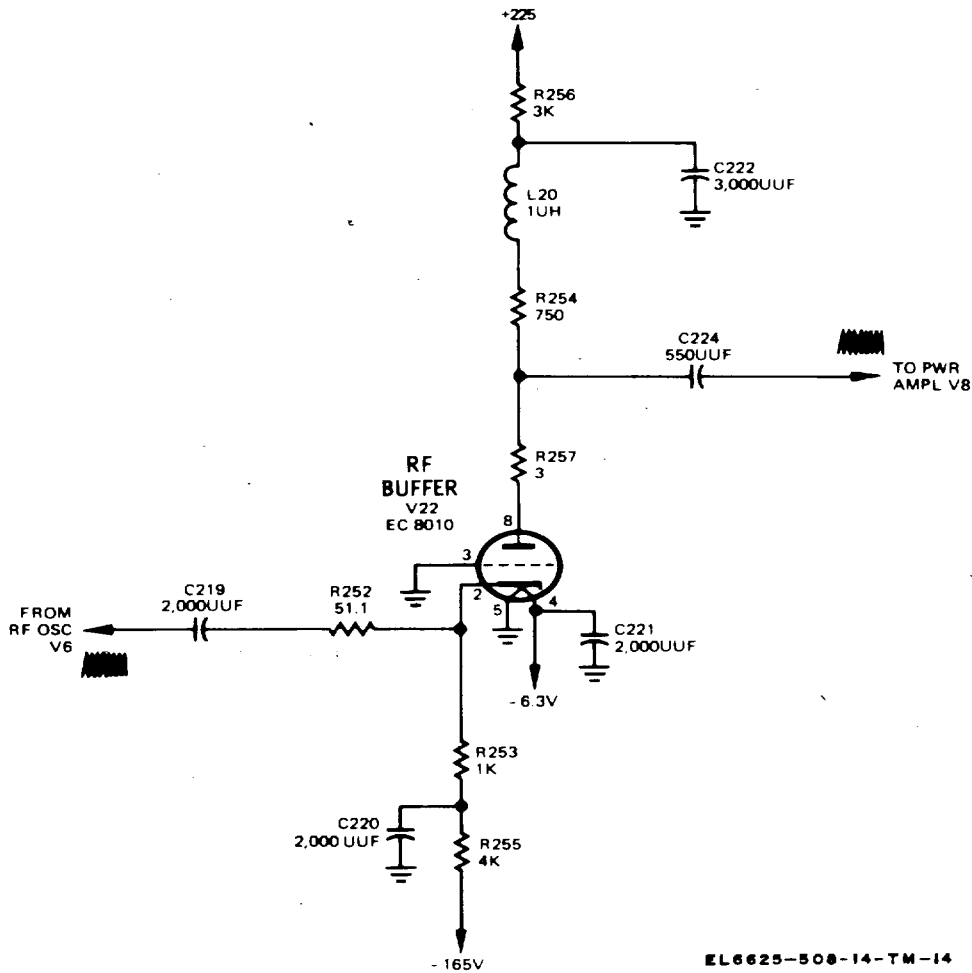 +225
R256
3K
C222
3,000UUF
L20
1UH
R254
750
C224
550UUF
TO PWR
AMPL V8
R257
3
RF
BUFFER
V22
EC 8010
8
3
2
5
4
C219
2,000UUF
R252
51.1
FROM
RF OSC
V6
C221
2,000UUF
- 6.3V
R253
1K
C220
2,000 UUF
R255
4K
- 165V
EL6625-508-14-TM-14